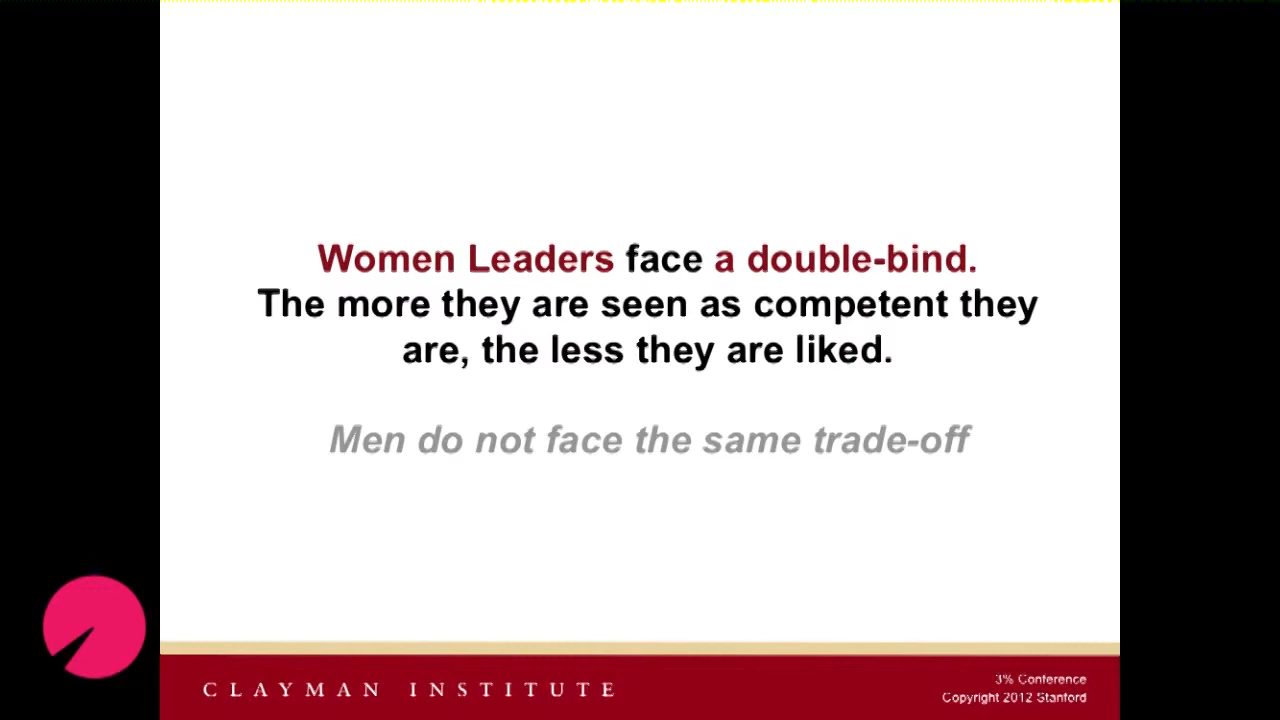 Women Leaders face a double-bind.
The more they are seen as competent they
are, the less they are liked.
Men do not face the same trade-off
CLAYMAN INSTITUTE
3% Conference
Copyright 2012 Stanford